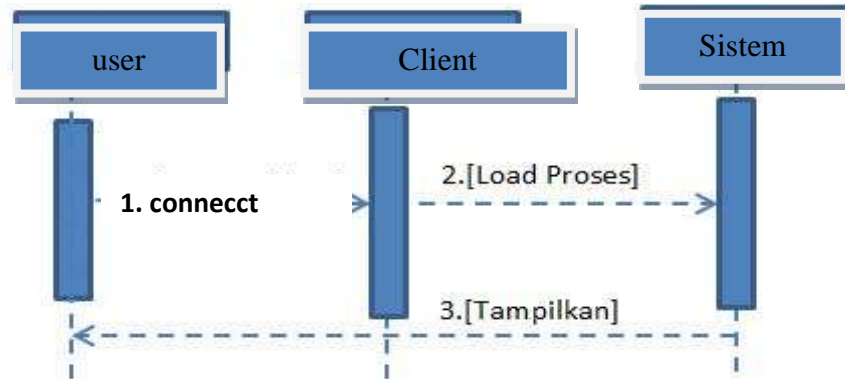 user
Client
Sistem
1. connecct
2.[Load Proses]
3.[Tampilkan]